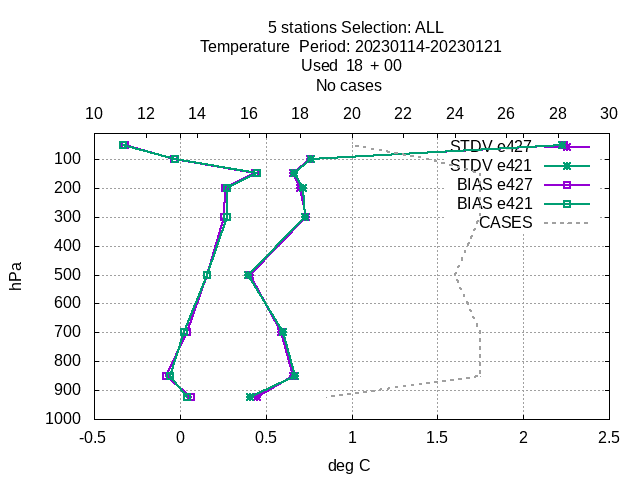 5 stations Selection: ALL
Temperature Period: 20230114-20230121
Used 18 + 00
No cases
10 12 14 16 18 20 22 24 26 28 30
STDV e427
STDV e421
BIAS e427
BIAS e421
CASES
100
200
300
400
500
600
700
800
900
1000
hPa
-0.5 0 0.5 1 1.5 2 2.5
deg C